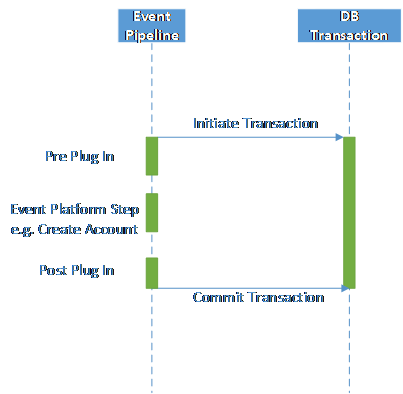 Event
Pipeline
DB
Transaction
Initiate Transaction
Pre Plug In
Event Platform Step
e.g. Create Account
Post Plug In
Commit Transaction